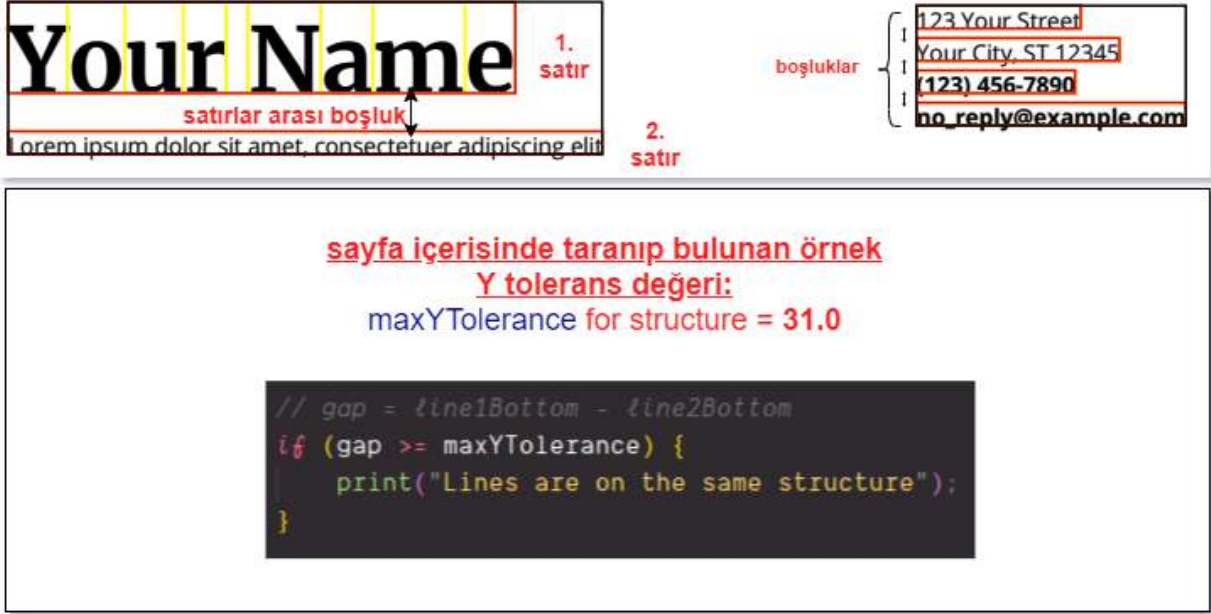 Your Name
1.
satır
satırlar arası boşluk
Lorem ipsum dolor sit amet, consectetuer adipiscing elit
2.
satır
boşluklar
123 Your Street
Your City, ST 12345
(123) 456-7890
no_reply@example.com
sayfa içerisinde taranıp bulunan örnek
Y tolerans değeri:
maxYTolerance for structure = 31.0
// gap = line1Bottom - line2Bottom
if (gap >= maxYTolerance) {
print("Lines are on the same structure");
}